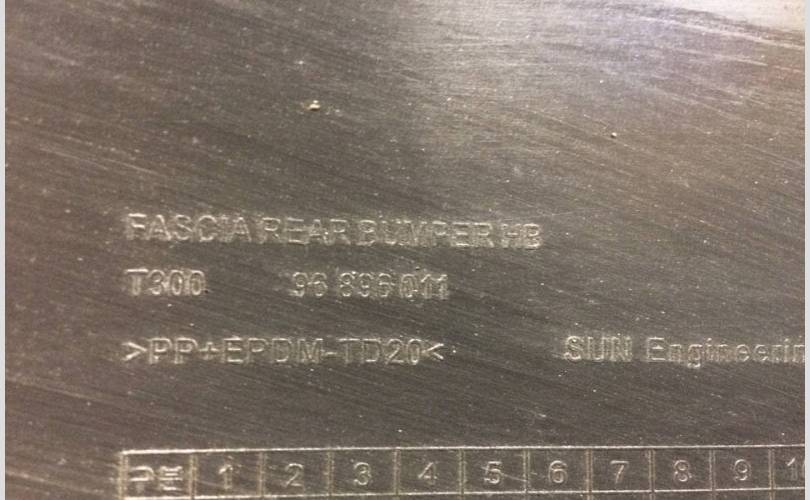 FASCIA REAR BUMPER HB
T300 96 896 011
>PP+EPDM-TD20< SUN Engineerin
1 2 3 4 5 6 7 8 9 1